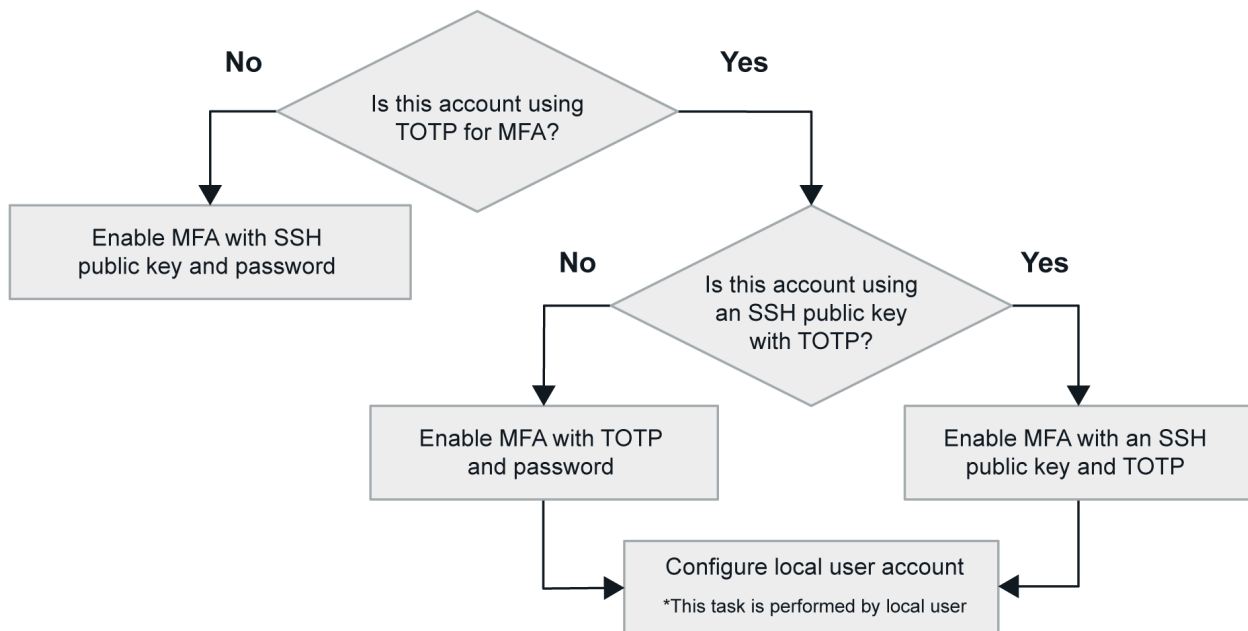 No
Yes
Is this account using
TOTP for MFA?
Enable MFA with SSH
public key and password
No
Yes
Is this account using
an SSH public key
with TOTP?
Enable MFA with TOTP
and password
Enable MFA with an SSH
public key and TOTP
Configure local user account
*This task is performed by local user